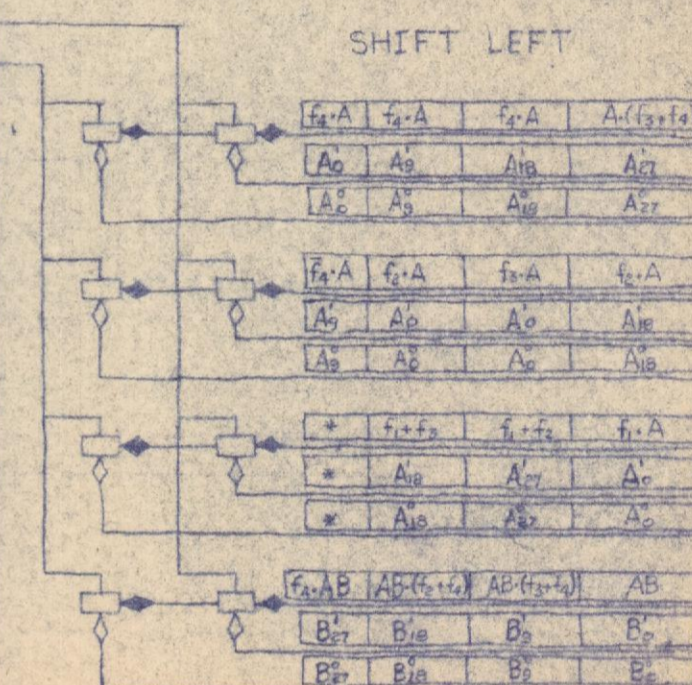 SHIFT LEFT
f₄·A f₄·A f₄·A A·(f₃+f₄
A'₀ A'₉ A'₁₈ A'₂₇
A°₀ A°₉ A°₁₈ A°₂₇
f̅₄·A f₂·A f₃·A f₂·A
A'₉ A'₀ A'₀ A'₁₈
A°₉ A°₀ A°₀ A°₁₈
* f₁+f₃ f₁+f₂ f₁·A
* A'₁₈ A'₂₇ A'₀
* A°₁₈ A°₂₇ A°₀
f₄·AB AB·(f₂+f₄) AB·(f₃+f₄) AB
B'₂₇ B'₁₈ B'₉ B'₀
B°₂₇ B°₁₈ B°₉ B°₀